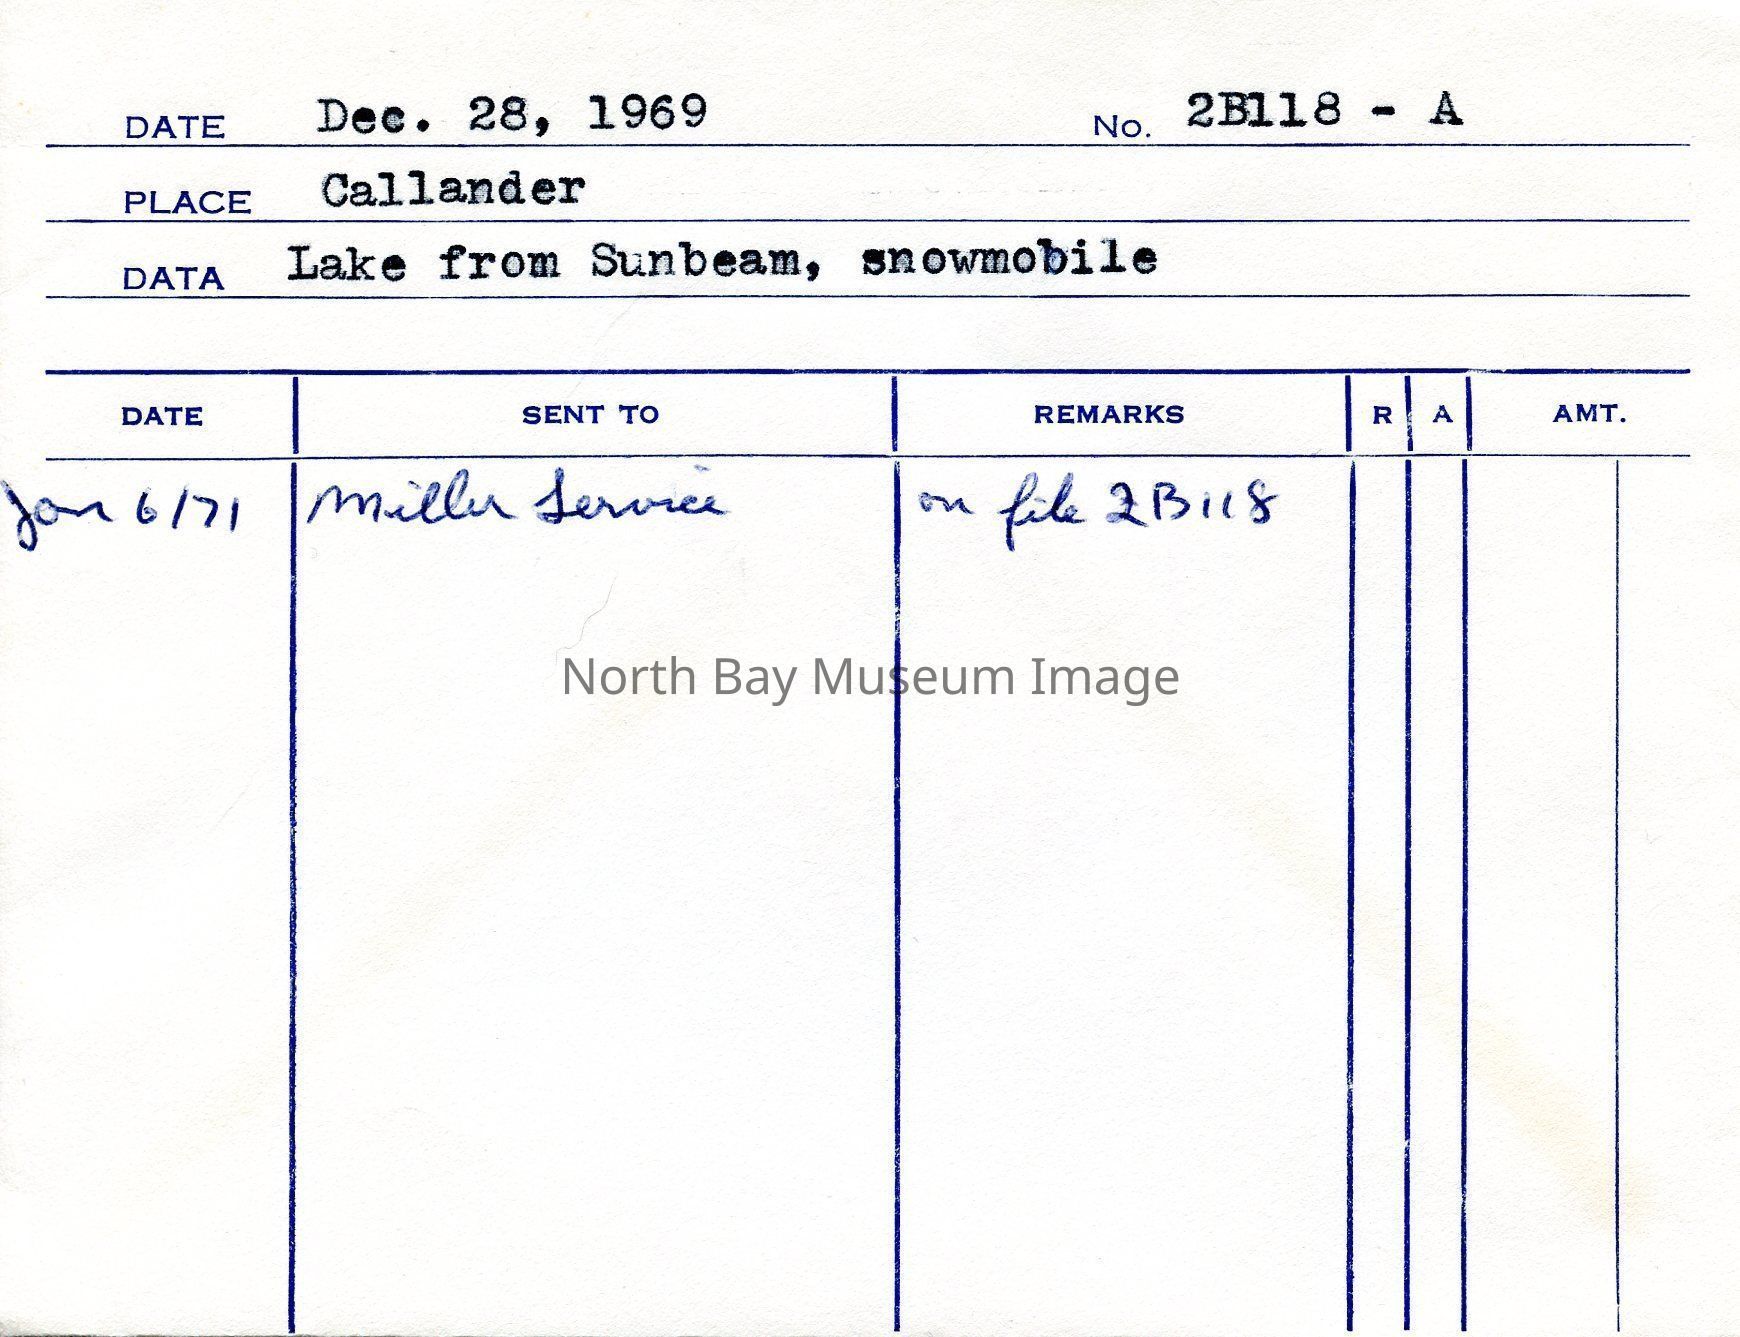 DATE Dec. 28, 1969 No. 2B118 - A
PLACE Callander
DATA Lake from Sunbeam, snowmobile
DATE SENT TO REMARKS R A AMT.
Jan 6/71 Miller Service on file 2B118
North Bay Museum Image